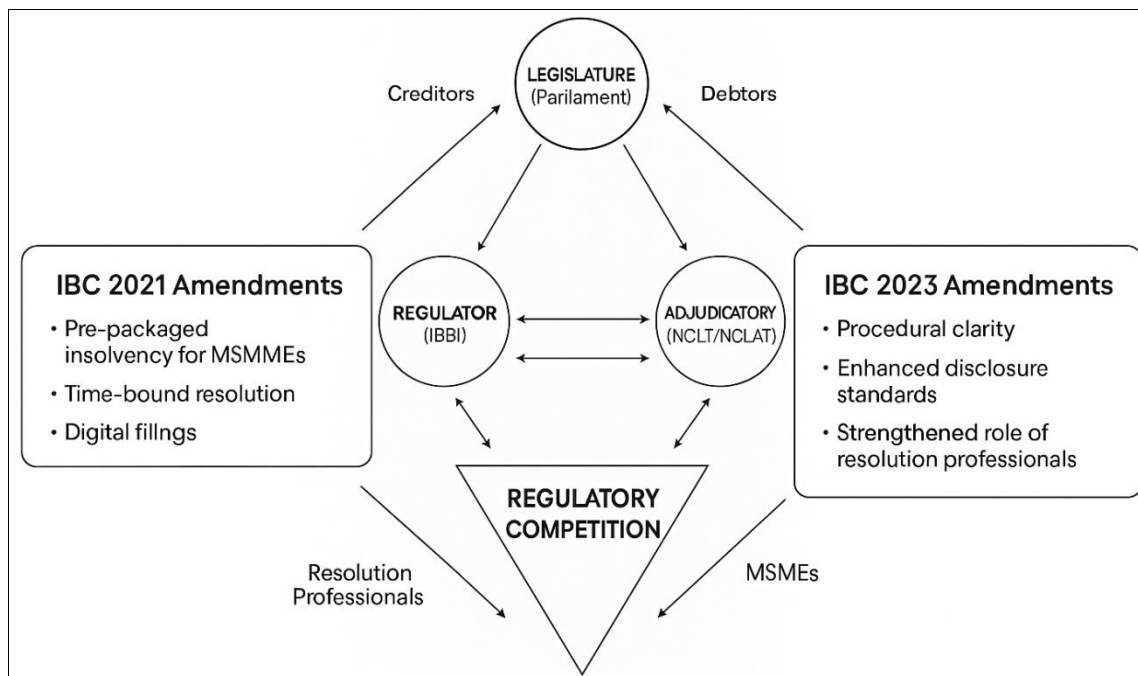 LEGISLATURE
(Parilament)
Creditors
Debtors
IBC 2021 Amendments
• Pre-packaged
insolvency for MSMMEs
• Time-bound resolution
• Digital fillngs
REGULATOR
(IBBI)
ADJUDICATORY
(NCLT/NCLAT)
IBC 2023 Amendments
• Procedural clarity
• Enhanced disclosure
standards
• Strengthened role of
resolution professionals
REGULATORY
COMPETITION
Resolution
Professionals
MSMEs